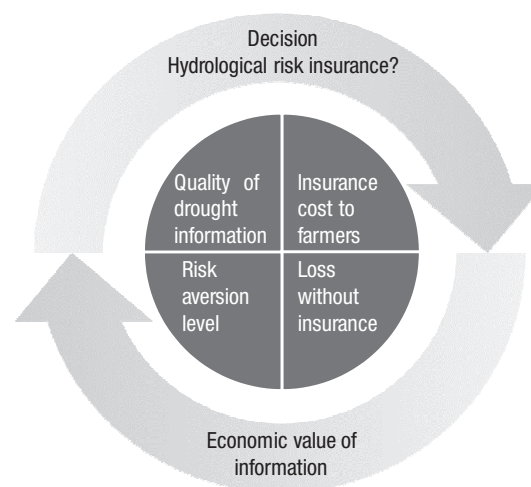 Decision
Hydrological risk insurance?
Quality of
drought
information
Insurance
cost to
farmers
Risk
aversion
level
Loss
without
insurance
Economic value of
information